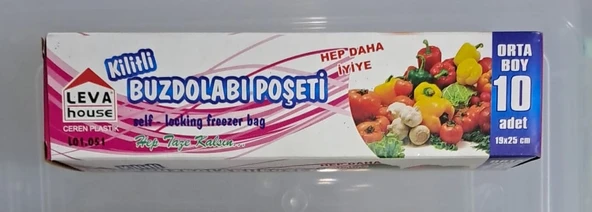 LEVA
house
CEREN PLASTİK
L01.051
Kilitli
BUZDOLABI POŞETİ
self - locking freezer bag
Hep Taze Kalsın...
HEP DAHA
İYİYE
ORTA
BOY
10
adet
19x25 cm